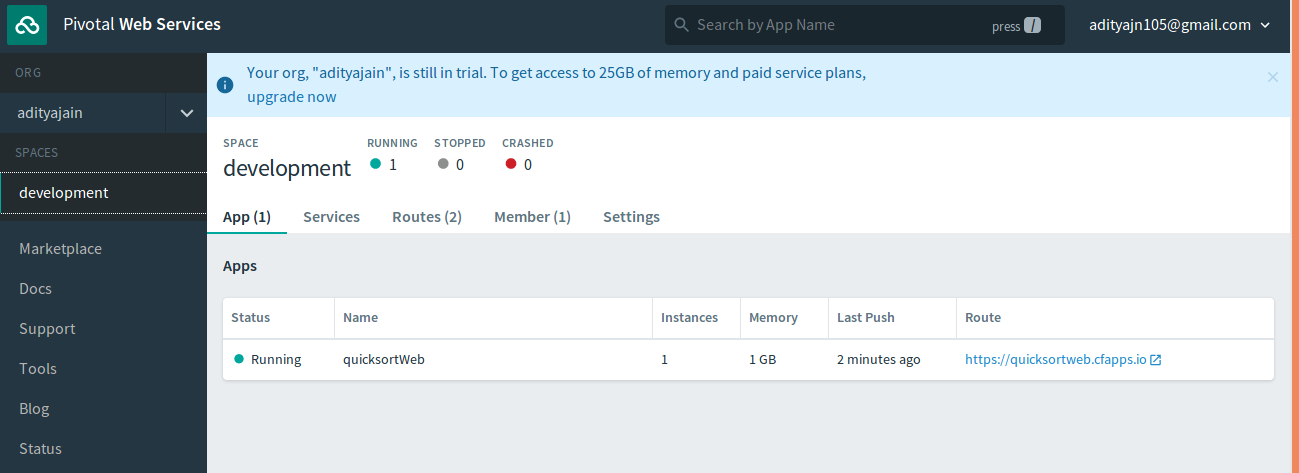 Pivotal Web Services
Search by App Name
press /
adityajn105@gmail.com
ORG
adityajain
SPACES
development
Marketplace
Docs
Support
Tools
Blog
Status
Your org, "adityajain", is still in trial. To get access to 25GB of memory and paid service plans,
upgrade now
SPACE
development
RUNNING
1
STOPPED
0
CRASHED
0
App (1) Services Routes (2) Member (1) Settings
Apps
Status Name Instances Memory Last Push Route
Running quicksortWeb 1 1 GB 2 minutes ago https://quicksortweb.cfapps.io